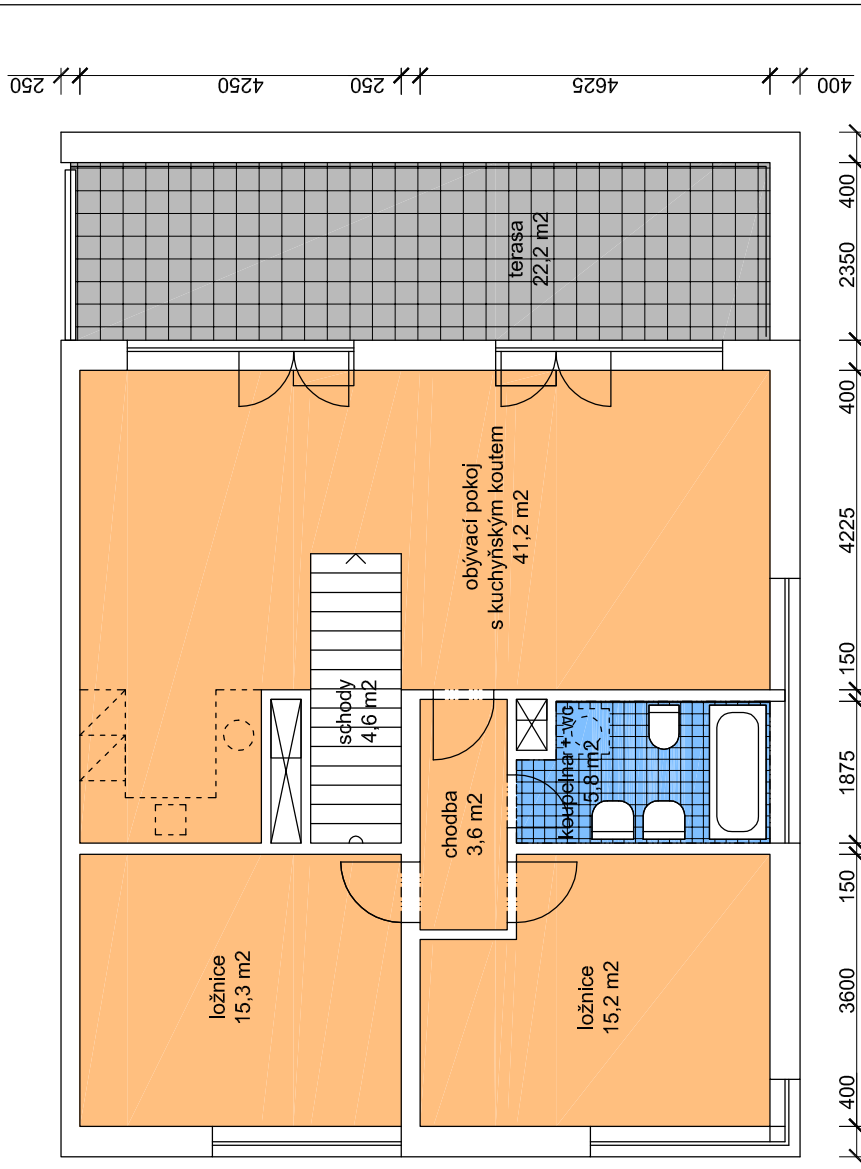 250
4250
250
4625
400
400
2350
400
4225
150
1875
150
3600
400
terasa
22,2 m2
obývací pokoj
s kuchyňským koutem
41,2 m2
schody
4,6 m2
chodba
3,6 m2
koupelna + wc
5,8 m2
ložnice
15,3 m2
ložnice
15,2 m2